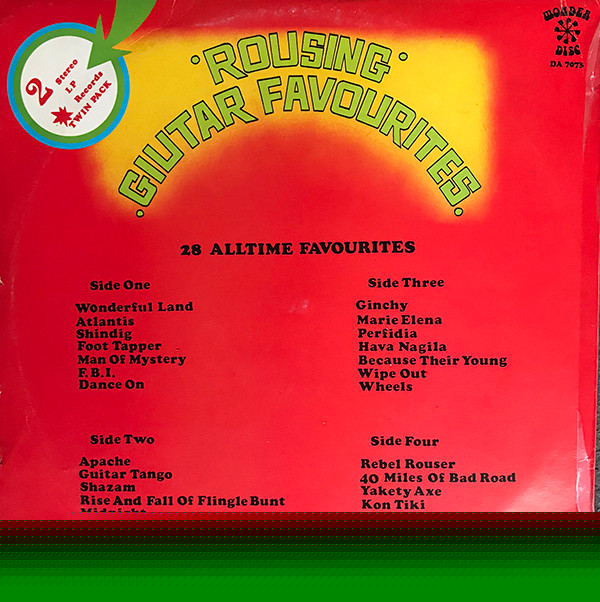 2 Stereo
LP
Records
TWIN PACK
WONDER
DISC
DA 7073
·ROUSING·
·GIUTAR FAVOURITES·
28 ALLTIME FAVOURITES
Side One
Wonderful Land
Atlantis
Shindig
Foot Tapper
Man Of Mystery
F.B.I.
Dance On
Side Three
Ginchy
Marie Elena
Perfidia
Hava Nagila
Because Their Young
Wipe Out
Wheels
Side Two
Apache
Guitar Tango
Shazam
Rise And Fall Of Flingle Bunt
Side Four
Rebel Rouser
40 Miles Of Bad Road
Yakety Axe
Kon Tiki